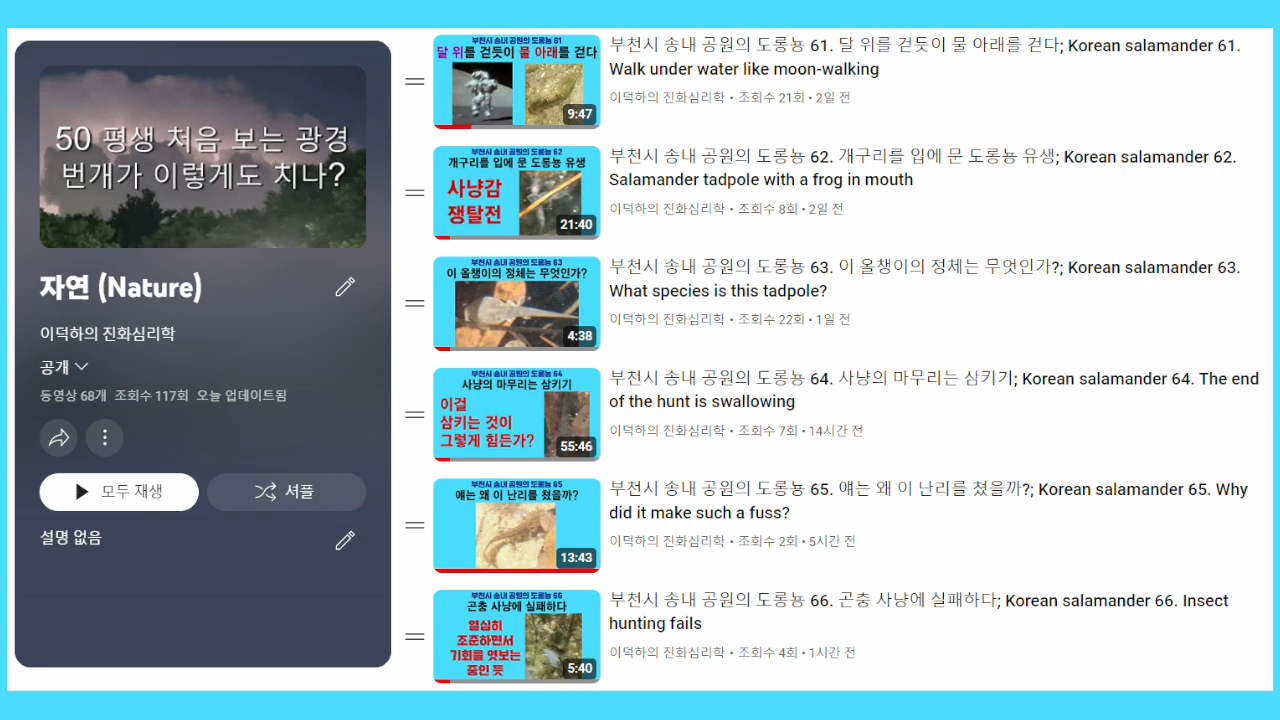 50 평생 처음 보는 광경
번개가 이렇게도 치나?
자연 (Nature)
이덕하의 진화심리학
공개
동영상 68개 조회수 117회 오늘 업데이트됨
모두 재생
셔플
설명 없음
부천시 송내 공원의 도롱뇽 61
달 위를 걷듯이 물 아래를 걷다
9:47
부천시 송내 공원의 도롱뇽 61. 달 위를 걷듯이 물 아래를 걷다; Korean salamander 61.
Walk under water like moon-walking
이덕하의 진화심리학 • 조회수 21회 • 2일 전
부천시 송내 공원의 도롱뇽 62
개구리를 입에 문 도롱뇽 유생
사냥감
쟁탈전
21:40
부천시 송내 공원의 도롱뇽 62. 개구리를 입에 문 도롱뇽 유생; Korean salamander 62.
Salamander tadpole with a frog in mouth
이덕하의 진화심리학 • 조회수 8회 • 2일 전
부천시 송내 공원의 도롱뇽 63
이 올챙이의 정체는 무엇인가?
4:38
부천시 송내 공원의 도롱뇽 63. 이 올챙이의 정체는 무엇인가?; Korean salamander 63.
What species is this tadpole?
이덕하의 진화심리학 • 조회수 22회 • 1일 전
부천시 송내 공원의 도롱뇽 64
사냥의 마무리는 삼키기
이걸
삼키는 것이
그렇게 힘든가?
55:46
부천시 송내 공원의 도롱뇽 64. 사냥의 마무리는 삼키기; Korean salamander 64. The end
of the hunt is swallowing
이덕하의 진화심리학 • 조회수 7회 • 14시간 전
부천시 송내 공원의 도롱뇽 65
얘는 왜 이 난리를 쳤을까?
13:43
부천시 송내 공원의 도롱뇽 65. 얘는 왜 이 난리를 쳤을까?; Korean salamander 65. Why
did it make such a fuss?
이덕하의 진화심리학 • 조회수 2회 • 5시간 전
부천시 송내 공원의 도롱뇽 66
곤충 사냥에 실패하다
열심히
조준하면서
기회를 엿보는
중인 듯
5:40
부천시 송내 공원의 도롱뇽 66. 곤충 사냥에 실패하다; Korean salamander 66. Insect
hunting fails
이덕하의 진화심리학 • 조회수 4회 • 1시간 전